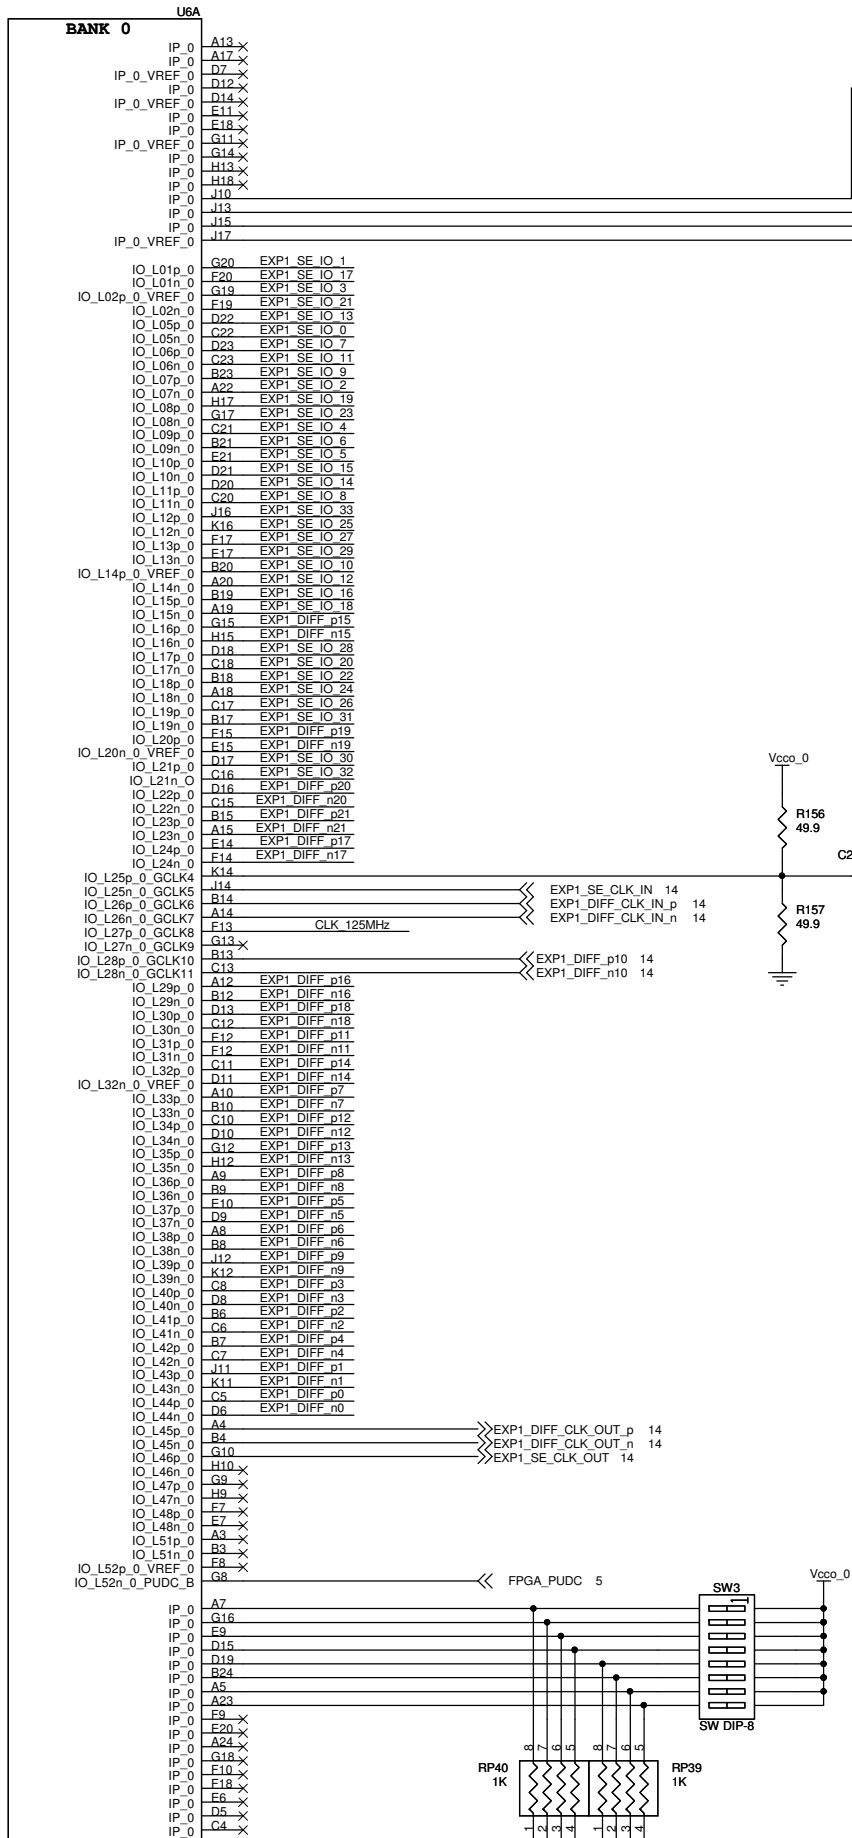 U6A
BANK 0
IP_0 A13
IP_0 A17
IP_0_VREF_0 D7
IP_0 D12
IP_0_VREF_0 D14
IP_0 E11
IP_0 E18
IP_0_VREF_0 G11
IP_0 G14
IP_0 H13
IP_0 H18
IP_0 J10
IP_0 J13
IP_0 J15
IP_0_VREF_0 J17
IO_L01p_0 G20 EXP1_SE_IO_1
IO_L01n_0 F20 EXP1_SE_IO_17
IO_L02p_0_VREF_0 G19 EXP1_SE_IO_3
IO_L02n_0 F19 EXP1_SE_IO_21
IO_L05p_0 D22 EXP1_SE_IO_13
IO_L05n_0 C22 EXP1_SE_IO_0
IO_L06p_0 D23 EXP1_SE_IO_7
IO_L06n_0 C23 EXP1_SE_IO_11
IO_L07p_0 B23 EXP1_SE_IO_9
IO_L07n_0 A22 EXP1_SE_IO_2
IO_L08p_0 H17 EXP1_SE_IO_19
IO_L08n_0 G17 EXP1_SE_IO_23
IO_L09p_0 C21 EXP1_SE_IO_4
IO_L09n_0 B21 EXP1_SE_IO_6
IO_L10p_0 E21 EXP1_SE_IO_5
IO_L10n_0 D21 EXP1_SE_IO_15
IO_L11p_0 D20 EXP1_SE_IO_14
IO_L11n_0 C20 EXP1_SE_IO_8
IO_L12p_0 J16 EXP1_SE_IO_33
IO_L12n_0 K16 EXP1_SE_IO_25
IO_L13p_0 F17 EXP1_SE_IO_27
IO_L13n_0 E17 EXP1_SE_IO_29
IO_L14p_0_VREF_0 B20 EXP1_SE_IO_10
IO_L14n_0 A20 EXP1_SE_IO_12
IO_L15p_0 B19 EXP1_SE_IO_16
IO_L15n_0 A19 EXP1_SE_IO_18
IO_L16p_0 G15 EXP1_DIFF_p15
IO_L16n_0 H15 EXP1_DIFF_n15
IO_L17p_0 D18 EXP1_SE_IO_28
IO_L17n_0 C18 EXP1_SE_IO_20
IO_L18p_0 B18 EXP1_SE_IO_22
IO_L18n_0 A18 EXP1_SE_IO_24
IO_L19p_0 C17 EXP1_SE_IO_26
IO_L19n_0 B17 EXP1_SE_IO_31
IO_L20p_0 F15 EXP1_DIFF_p19
IO_L20n_0_VREF_0 E15 EXP1_DIFF_n19
IO_L21p_0 D17 EXP1_SE_IO_30
IO_L21n_O C16 EXP1_SE_IO_32
IO_L22p_0 D16 EXP1_DIFF_p20
IO_L22n_0 C15 EXP1_DIFF_n20
IO_L23p_0 B15 EXP1_DIFF_p21
IO_L23n_0 A15 EXP1_DIFF_n21
IO_L24p_0 E14 EXP1_DIFF_p17
IO_L24n_0 F14 EXP1_DIFF_n17
Vcco_0
R156
49.9
C2
IO_L25p_0_GCLK4 K14
IO_L25n_0_GCLK5 J14 EXP1_SE_CLK_IN 14
IO_L26p_0_GCLK6 B14 EXP1_DIFF_CLK_IN_p 14
IO_L26n_0_GCLK7 A14 EXP1_DIFF_CLK_IN_n 14
R157
49.9
IO_L27p_0_GCLK8 F13 CLK_125MHz
IO_L27n_0_GCLK9 G13
IO_L28p_0_GCLK10 B13 EXP1_DIFF_p10 14
IO_L28n_0_GCLK11 C13 EXP1_DIFF_n10 14
IO_L29p_0 A12 EXP1_DIFF_p16
IO_L29n_0 B12 EXP1_DIFF_n16
IO_L30p_0 D13 EXP1_DIFF_p18
IO_L30n_0 C12 EXP1_DIFF_n18
IO_L31p_0 E12 EXP1_DIFF_p11
IO_L31n_0 F12 EXP1_DIFF_n11
IO_L32p_0 C11 EXP1_DIFF_p14
IO_L32n_0_VREF_0 D11 EXP1_DIFF_n14
IO_L33p_0 A10 EXP1_DIFF_p7
IO_L33n_0 B10 EXP1_DIFF_n7
IO_L34p_0 C10 EXP1_DIFF_p12
IO_L34n_0 D10 EXP1_DIFF_n12
IO_L35p_0 G12 EXP1_DIFF_p13
IO_L35n_0 H12 EXP1_DIFF_n13
IO_L36p_0 A9 EXP1_DIFF_p8
IO_L36n_0 B9 EXP1_DIFF_n8
IO_L37p_0 E10 EXP1_DIFF_p5
IO_L37n_0 D9 EXP1_DIFF_n5
IO_L38p_0 A8 EXP1_DIFF_p6
IO_L38n_0 B8 EXP1_DIFF_n6
IO_L39p_0 J12 EXP1_DIFF_p9
IO_L39n_0 K12 EXP1_DIFF_n9
IO_L40p_0 C8 EXP1_DIFF_p3
IO_L40n_0 D8 EXP1_DIFF_n3
IO_L41p_0 B6 EXP1_DIFF_p2
IO_L41n_0 C6 EXP1_DIFF_n2
IO_L42p_0 B7 EXP1_DIFF_p4
IO_L42n_0 C7 EXP1_DIFF_n4
IO_L43p_0 J11 EXP1_DIFF_p1
IO_L43n_0 K11 EXP1_DIFF_n1
IO_L44p_0 C5 EXP1_DIFF_p0
IO_L44n_0 D6 EXP1_DIFF_n0
IO_L45p_0 A4 EXP1_DIFF_CLK_OUT_p 14
IO_L45n_0 B4 EXP1_DIFF_CLK_OUT_n 14
IO_L46p_0 G10 EXP1_SE_CLK_OUT 14
IO_L46n_0 H10
IO_L47p_0 G9
IO_L47n_0 H9
IO_L48p_0 F7
IO_L48n_0 E7
IO_L51p_0 A3
IO_L51n_0 B3
IO_L52p_0_VREF_0 F8
IO_L52n_0_PUDC_B G8 FPGA_PUDC 5
Vcco_0
SW3
1
IP_0 A7
IP_0 G16
IP_0 E9
IP_0 D15
IP_0 D19
IP_0 B24
IP_0 A5
IP_0 A23
SW DIP-8
IP_0 F9
IP_0 E20
IP_0 A24
IP_0 G18
IP_0 F10
IP_0 F18
IP_0 E6
IP_0 D5
IP_0 C4
8 7 6 5 8 7 6 5
RP40 RP39
1K 1K
1 2 3 4 1 2 3 4